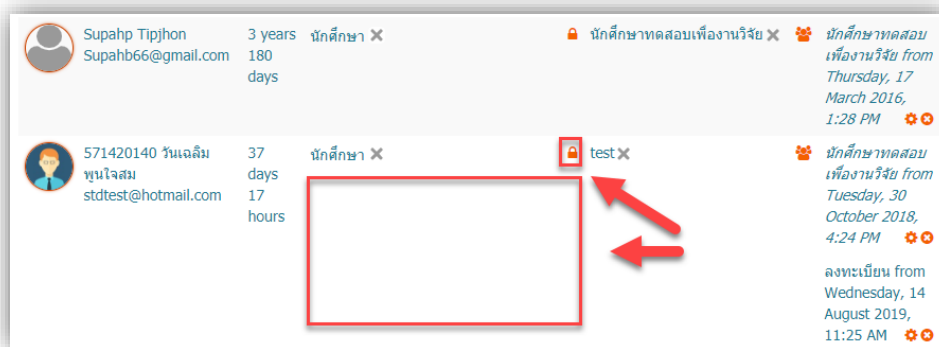 Supahp Tipjhon
Supahb66@gmail.com
3 years
180
days
นักศึกษา
นักศึกษาทดสอบเพื่องานวิจัย
นักศึกษาทดสอบ
เพื่องานวิจัย from
Thursday, 17
March 2016,
1:28 PM
571420140 วันเฉลิม
พูนใจสม
stdtest@hotmail.com
37
days
17
hours
นักศึกษา
test
นักศึกษาทดสอบ
เพื่องานวิจัย from
Tuesday, 30
October 2018,
4:24 PM
ลงทะเบียน from
Wednesday, 14
August 2019,
11:25 AM